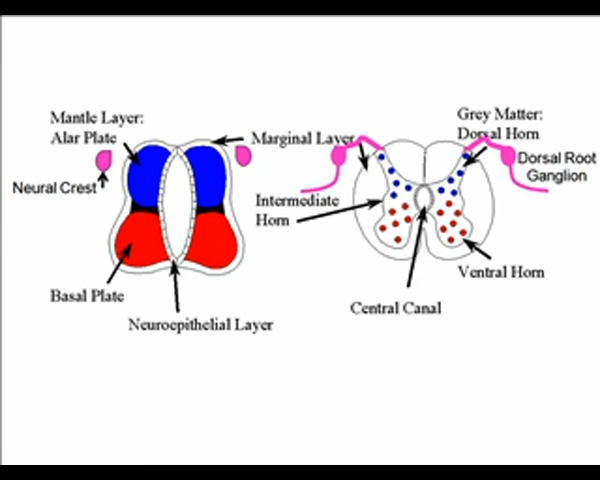 Mantle Layer:
Alar Plate
Marginal Layer
Grey Matter:
Dorsal Horn
Neural Crest
Dorsal Root
Ganglion
Intermediate
Horn
Basal Plate
Neuroepithelial Layer
Central Canal
Ventral Horn